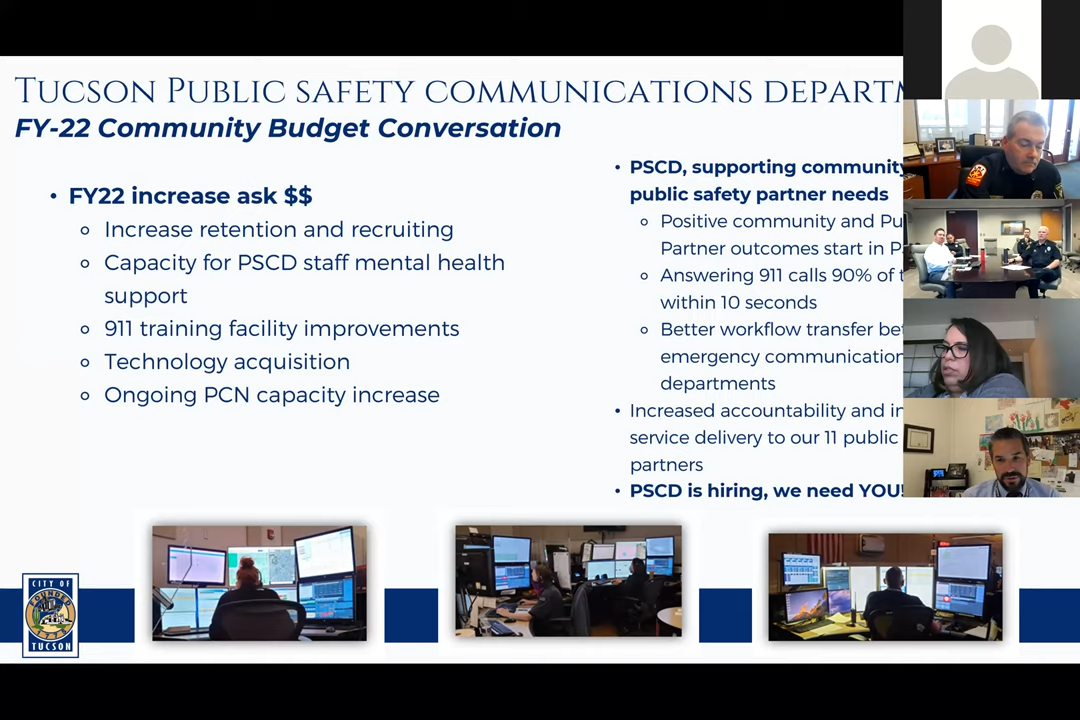 TUCSON PUBLIC SAFETY COMMUNICATIONS DEPARTM
FY-22 Community Budget Conversation
• FY22 increase ask $$
Increase retention and recruiting
Capacity for PSCD staff mental health
support
911 training facility improvements
Technology acquisition
Ongoing PCN capacity increase
• PSCD, supporting community
public safety partner needs
Positive community and Pu
Partner outcomes start in P
Answering 911 calls 90% of t
within 10 seconds
Better workflow transfer be
emergency communication
departments
• Increased accountability and in
service delivery to our 11 public
partners
• PSCD is hiring, we need YOU!
CITY OF
FOUNDED
1775
TUCSON